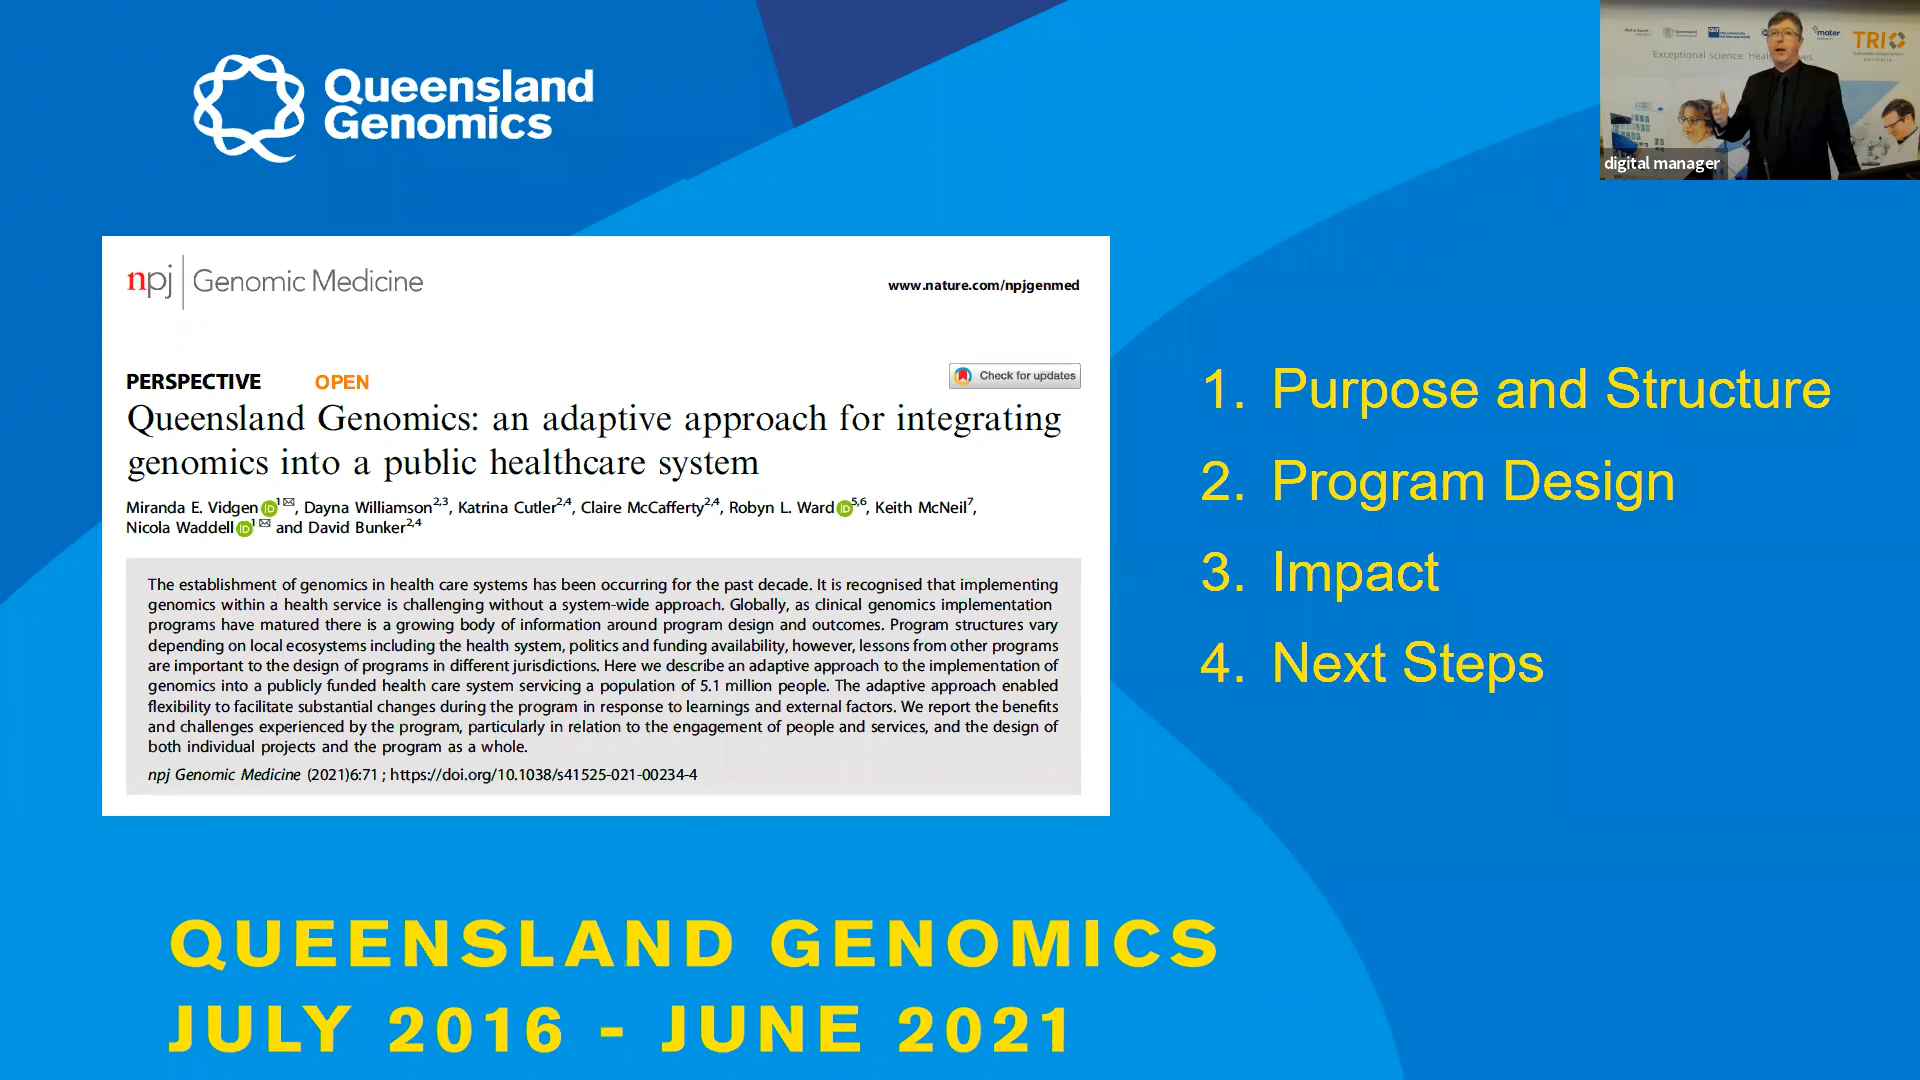 Queensland
Genomics
mater
TRI
Exceptional science.
digital manager
npj Genomic Medicine
www.nature.com/npjgenmed
PERSPECTIVE OPEN
Check for updates
Queensland Genomics: an adaptive approach for integrating
genomics into a public healthcare system
Miranda E. Vidgen iD1✉, Dayna Williamson2,3, Katrina Cutler2,4, Claire McCafferty2,4, Robyn L. Ward iD5,6, Keith McNeil7,
Nicola Waddell iD1✉ and David Bunker2,4
The establishment of genomics in health care systems has been occurring for the past decade. It is recognised that implementing
genomics within a health service is challenging without a system-wide approach. Globally, as clinical genomics implementation
programs have matured there is a growing body of information around program design and outcomes. Program structures vary
depending on local ecosystems including the health system, politics and funding availability, however, lessons from other programs
are important to the design of programs in different jurisdictions. Here we describe an adaptive approach to the implementation of
genomics into a publicly funded health care system servicing a population of 5.1 million people. The adaptive approach enabled
flexibility to facilitate substantial changes during the program in response to learnings and external factors. We report the benefits
and challenges experienced by the program, particularly in relation to the engagement of people and services, and the design of
both individual projects and the program as a whole.
npj Genomic Medicine (2021)6:71 ; https://doi.org/10.1038/s41525-021-00234-4
1. Purpose and Structure
2. Program Design
3. Impact
4. Next Steps
QUEENSLAND GENOMICS
JULY 2016 - JUNE 2021